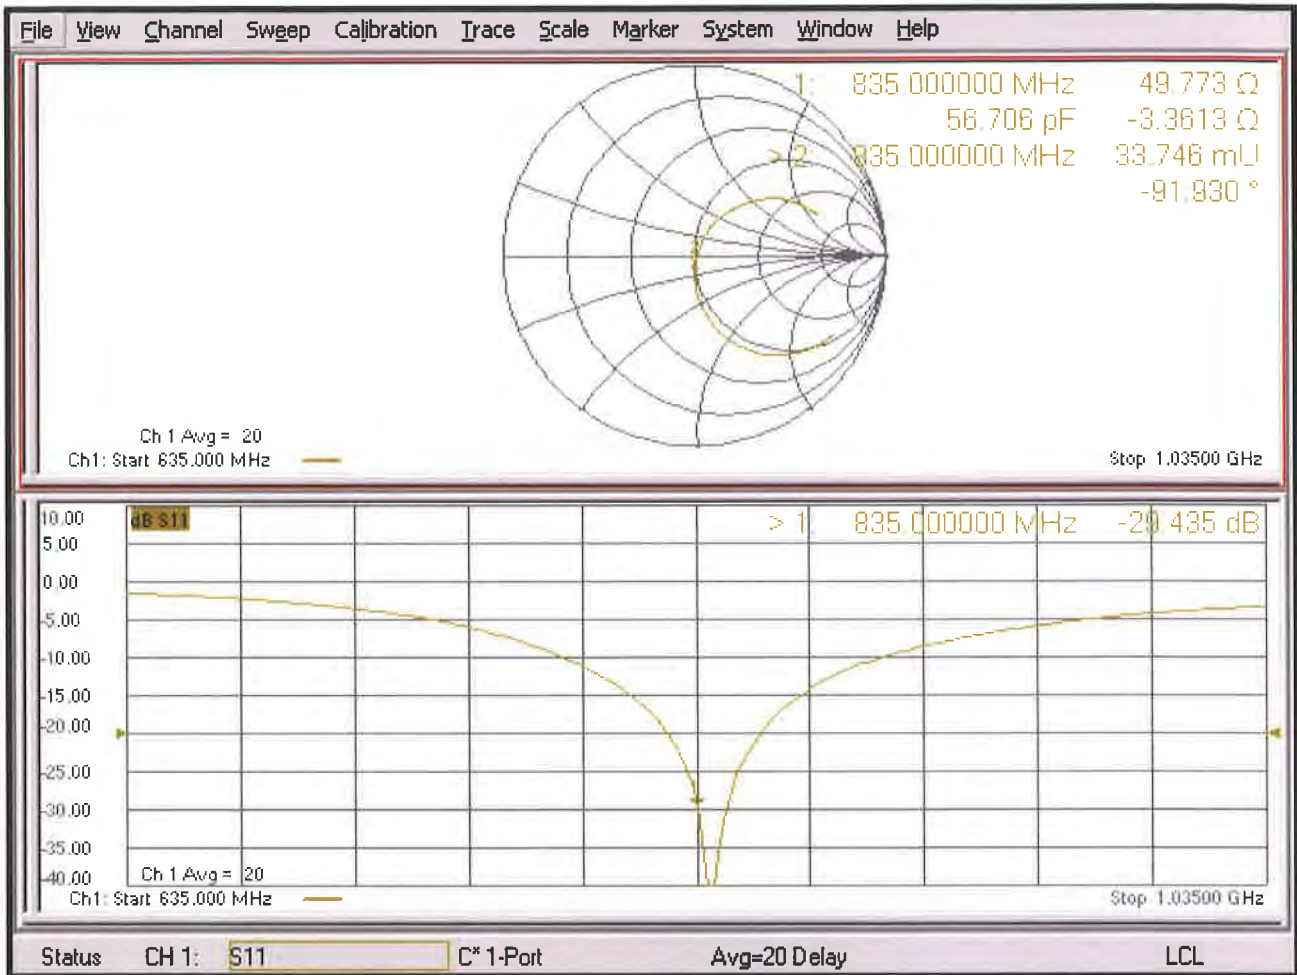 File View Channel Sweep Calibration Trace Scale Marker System Window Help
1: 835.000000 MHz 49.773 Ω
56.706 pF -3.3613 Ω
> 2: 835.000000 MHz 33.746 mU
-91.930 °
Ch 1 Avg = 20
Ch1: Start 635.000 MHz
Stop 1.03500 GHz
10.00
dB S11
> 1: 835.000000 MHz -29.435 dB
5.00
0.00
-5.00
-10.00
-15.00
-20.00
-25.00
-30.00
-35.00
-40.00
Ch 1 Avg = 20
Ch1: Start 635.000 MHz
Stop 1.03500 GHz
Status CH 1: S11 C* 1-Port Avg=20 Delay LCL